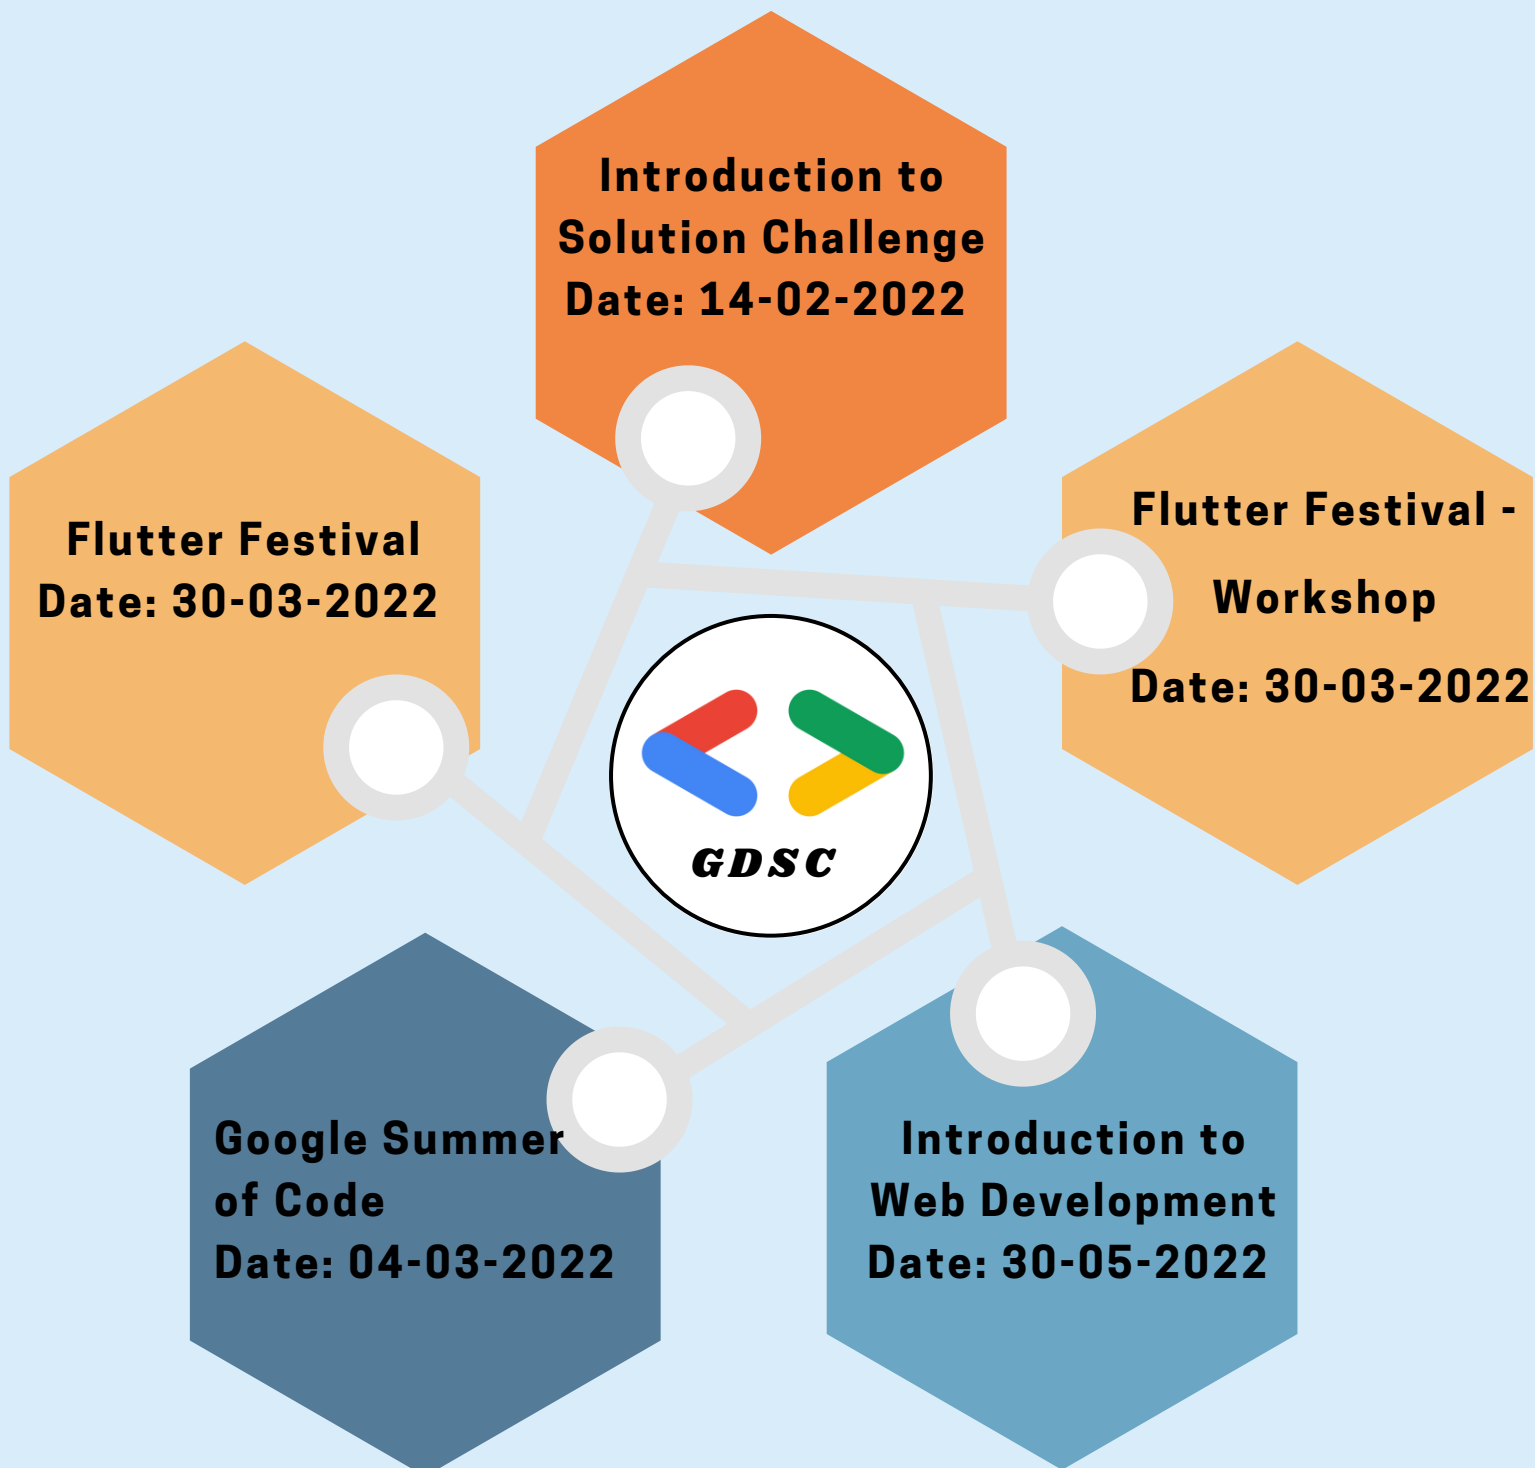 Introduction to
Solution Challenge
Date: 14-02-2022
Flutter Festival
Date: 30-03-2022
Flutter Festival -
Workshop
Date: 30-03-2022
GDSC
Google Summer
of Code
Date: 04-03-2022
Introduction to
Web Development
Date: 30-05-2022